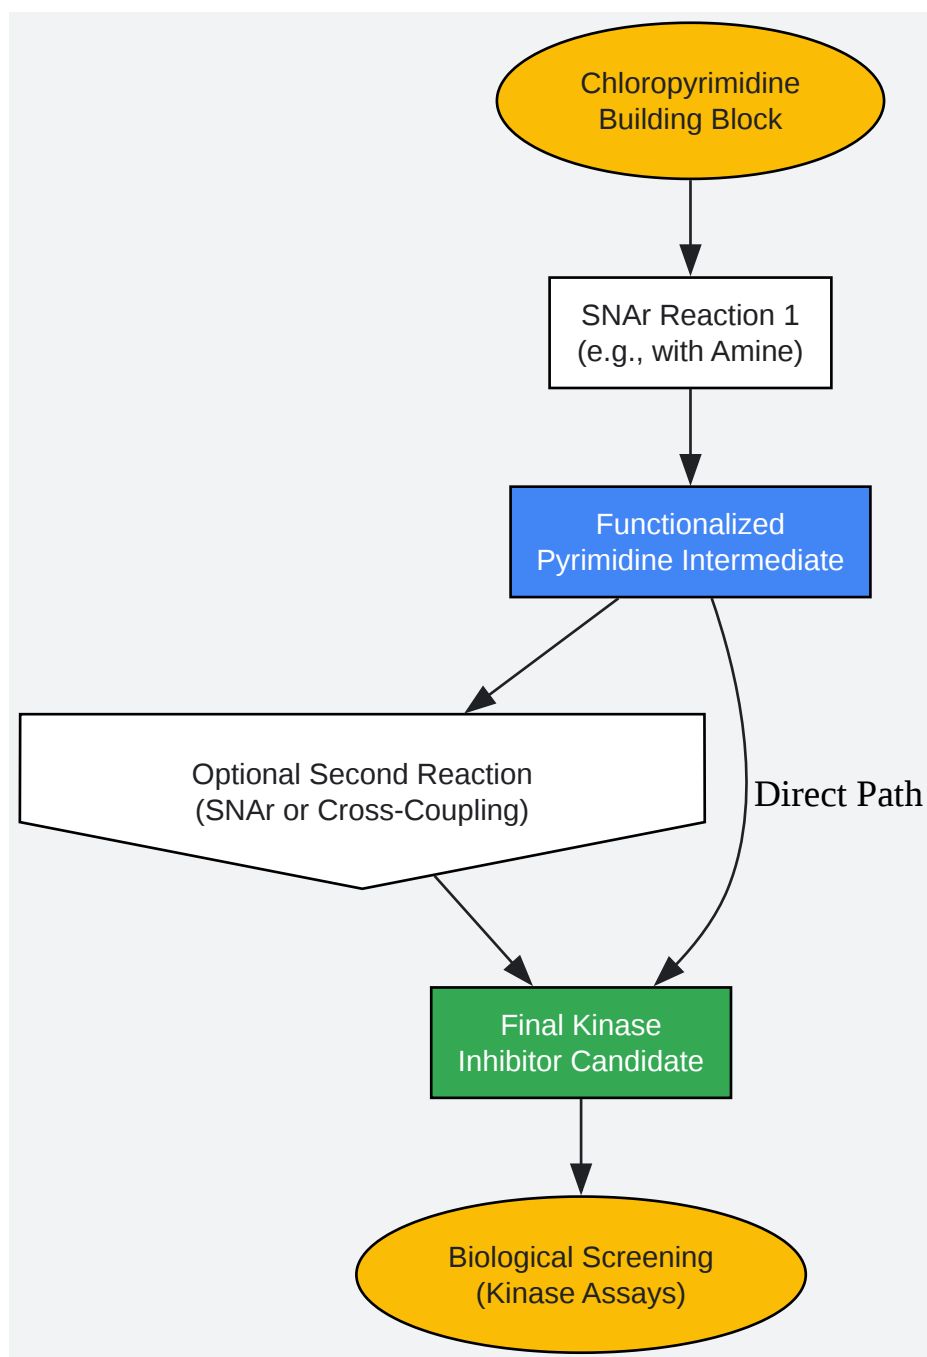 Chloropyrimidine
Building Block
SNAr Reaction 1
(e.g., with Amine)
Functionalized
Pyrimidine Intermediate
Optional Second Reaction
(SNAr or Cross-Coupling)
Direct Path
Final Kinase
Inhibitor Candidate
Biological Screening
(Kinase Assays)